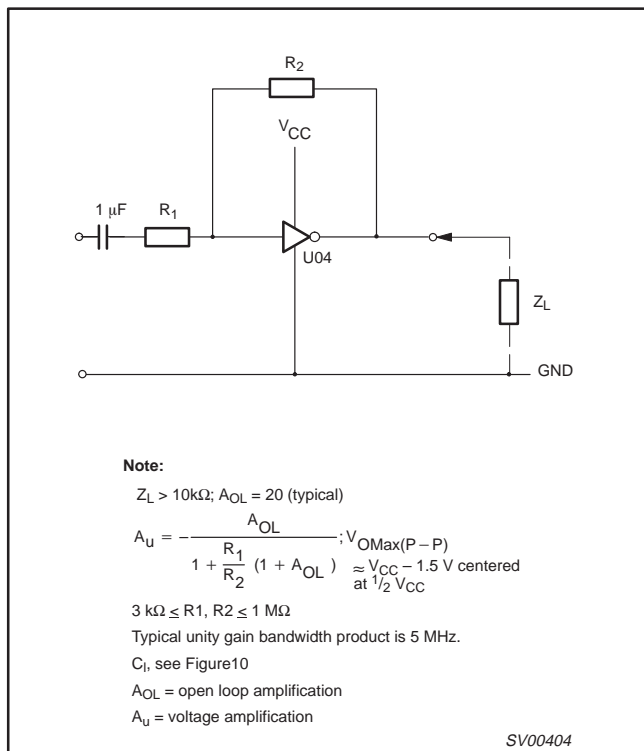 R2
VCC
1 μF
R1
U04
ZL
GND
Note:
ZL > 10kΩ; AOL = 20 (typical)
Au = − AOL / (1 + R1/R2 (1 + AOL)) ; VOMax(P−P) ≈ VCC − 1.5 V centered at 1/2 VCC
3 kΩ ≤ R1, R2 ≤ 1 MΩ
Typical unity gain bandwidth product is 5 MHz.
CI, see Figure10
AOL = open loop amplification
Au = voltage amplification
SV00404